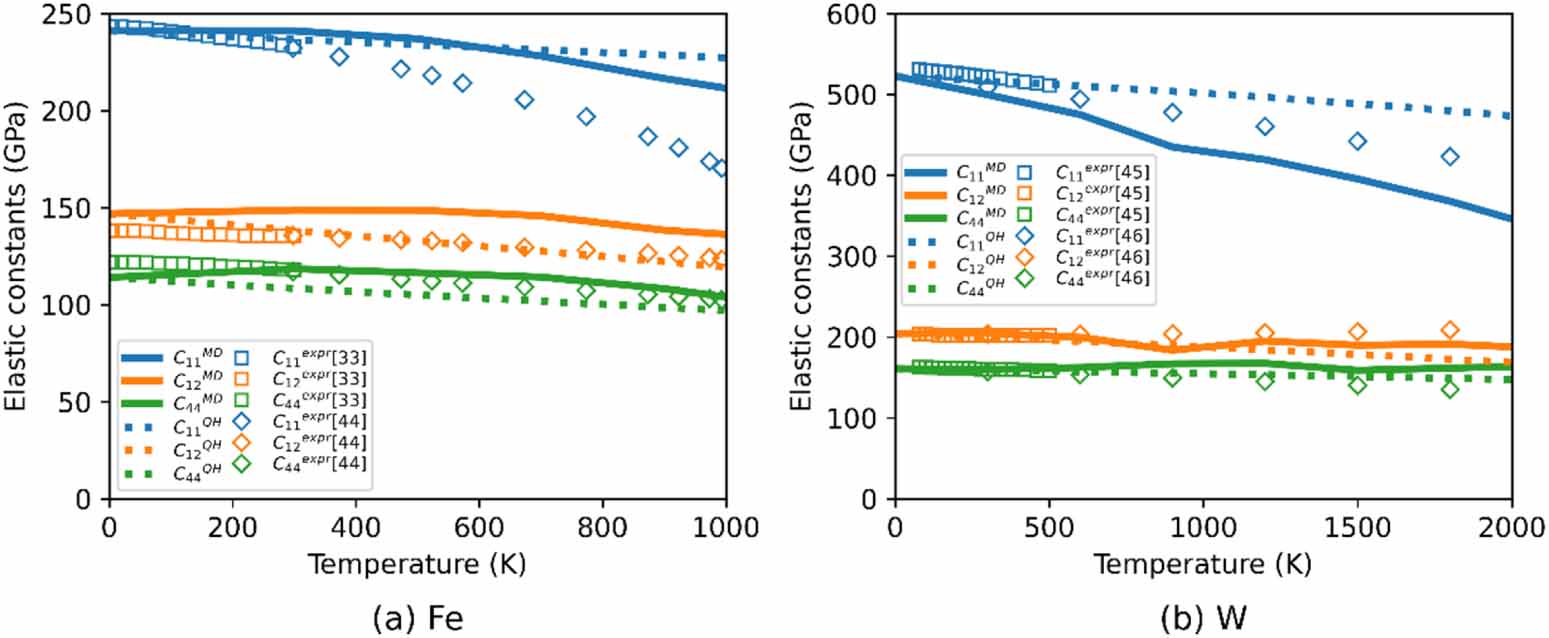 250
200
150
100
50
0
Elastic constants (GPa)
C₁₁ᴹᴰ
C₁₂ᴹᴰ
C₄₄ᴹᴰ
C₁₁QH
C₁₂QH
C₄₄QH
C₁₁expr[33]
C₁₂expr[33]
C₄₄expr[33]
C₁₁expr[44]
C₁₂expr[44]
C₄₄expr[44]
0 200 400 600 800 1000
Temperature (K)
(a) Fe
600
500
400
300
200
100
0
Elastic constants (GPa)
C₁₁ᴹᴰ
C₁₂ᴹᴰ
C₄₄ᴹᴰ
C₁₁QH
C₁₂QH
C₄₄QH
C₁₁expr[45]
C₁₂expr[45]
C₄₄expr[45]
C₁₁expr[46]
C₁₂expr[46]
C₄₄expr[46]
0 500 1000 1500 2000
Temperature (K)
(b) W